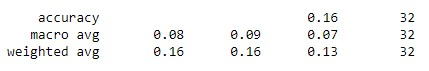 accuracy 0.16 32
macro avg 0.08 0.09 0.07 32
weighted avg 0.16 0.16 0.13 32